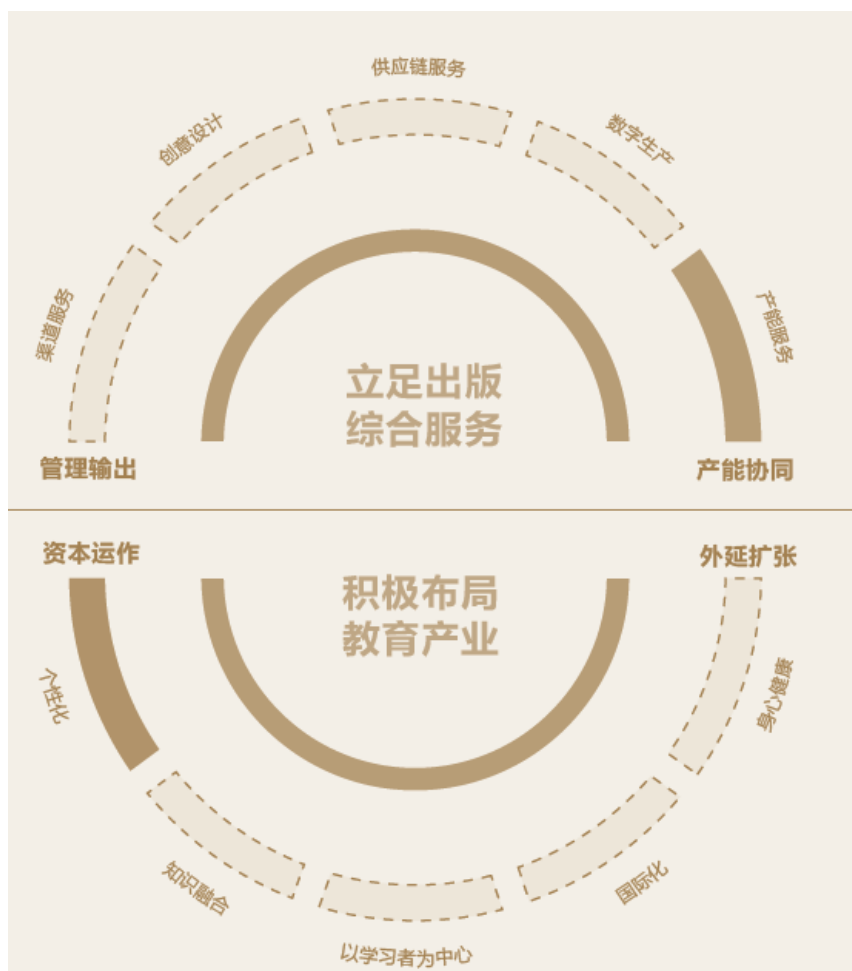 供应链服务
创意设计
数字生产
渠道服务
产能服务
立足出版
综合服务
管理输出
产能协同
资本运作
外延扩张
积极布局
教育产业
个性化
身心健康
知识融合
国际化
以学习者为中心